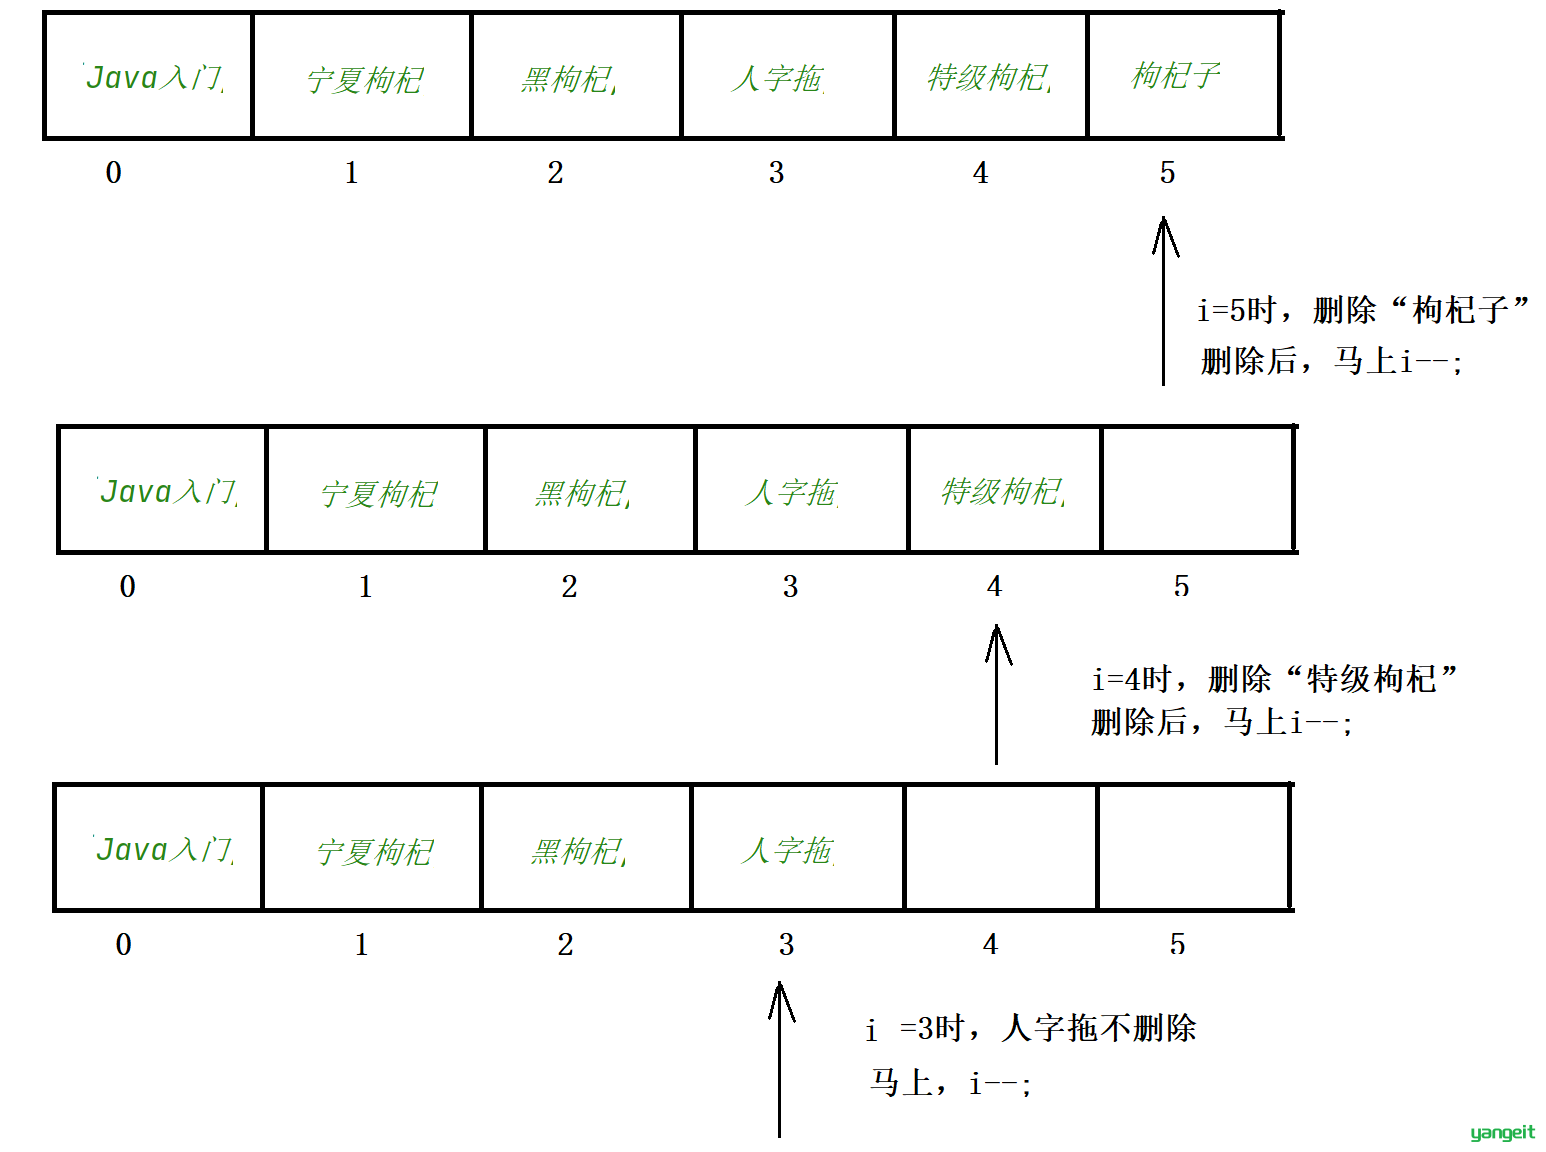 Java入门, 宁夏枸杞 黑枸杞, 人字拖, 特级枸杞, 枸杞子
0 1 2 3 4 5
i=5时，删除“枸杞子”
删除后，马上i--;
Java入门, 宁夏枸杞 黑枸杞, 人字拖, 特级枸杞,
0 1 2 3 4 5
i=4时，删除“特级枸杞”
删除后，马上i--;
Java入门, 宁夏枸杞 黑枸杞, 人字拖,
0 1 2 3 4 5
i =3时，人字拖不删除
马上，i--;
yangeit